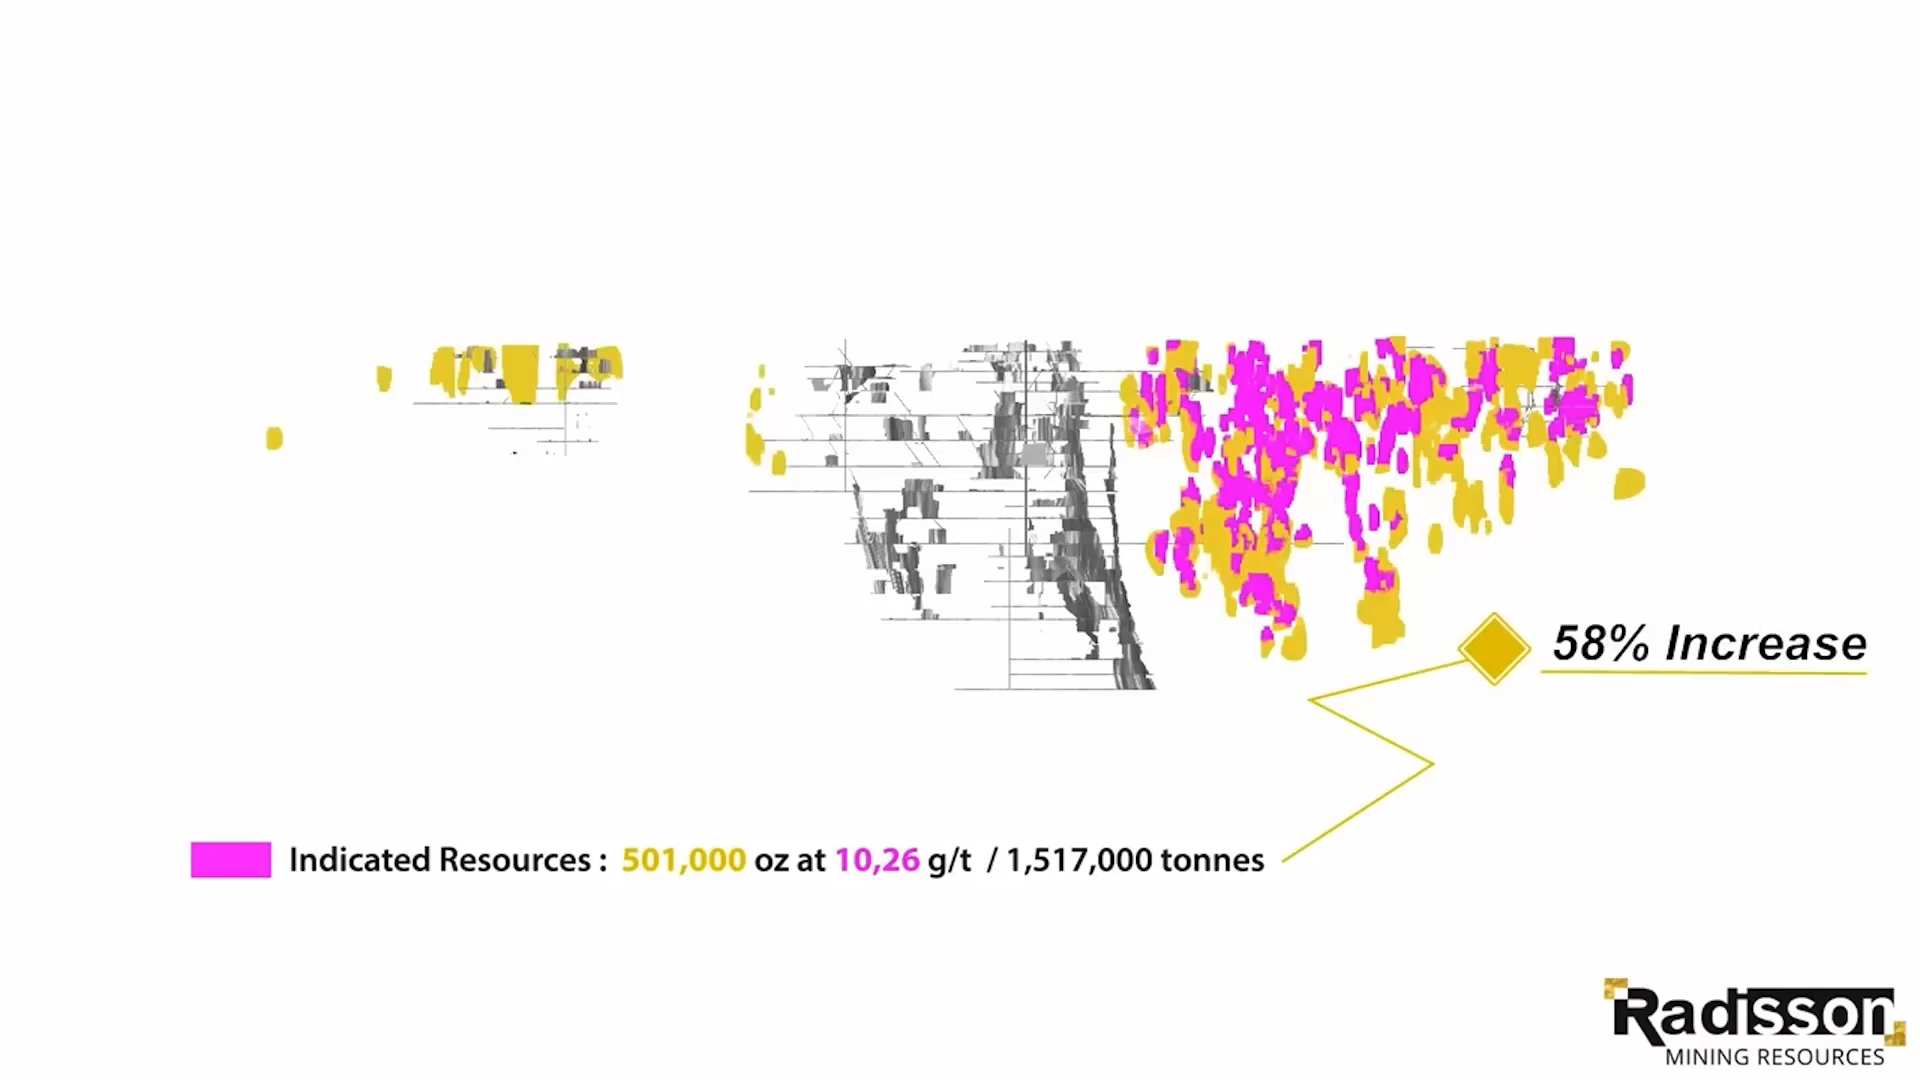 58% Increase
Indicated Resources : 501,000 oz at 10,26 g/t / 1,517,000 tonnes
Radisson
MINING RESOURCES